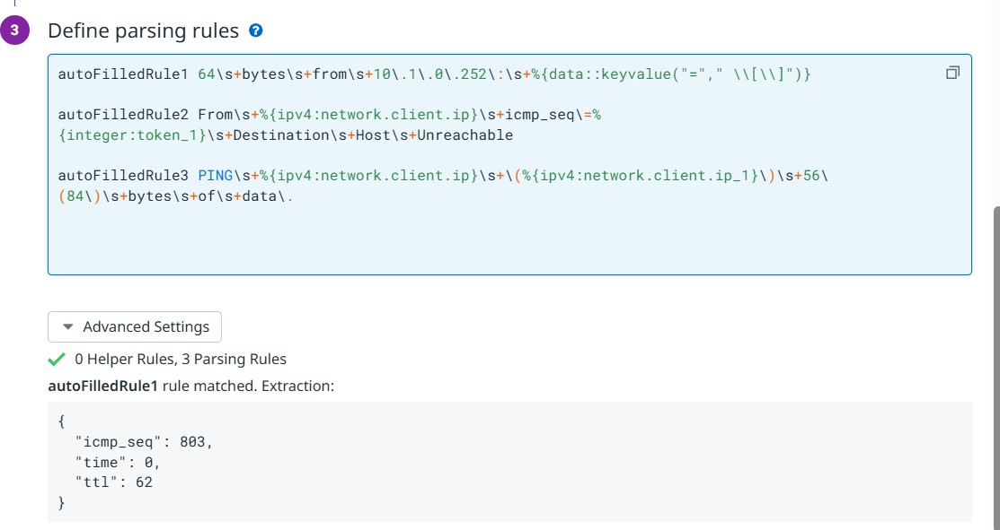 3
Define parsing rules ?
autoFilledRule1 64\s+bytes\s+from\s+10\.1\.0\.252\:\s+%{data::keyvalue("="," \\[\\]")}
autoFilledRule2 From\s+%{ipv4:network.client.ip}\s+icmp_seq\=%
{integer:token_1}\s+Destination\s+Host\s+Unreachable
autoFilledRule3 PING\s+%{ipv4:network.client.ip}\s+\(%{ipv4:network.client.ip_1}\)\s+56\
(84\)\s+bytes\s+of\s+data\.
Advanced Settings
0 Helper Rules, 3 Parsing Rules
autoFilledRule1 rule matched. Extraction:
{
"icmp_seq": 803,
"time": 0,
"ttl": 62
}